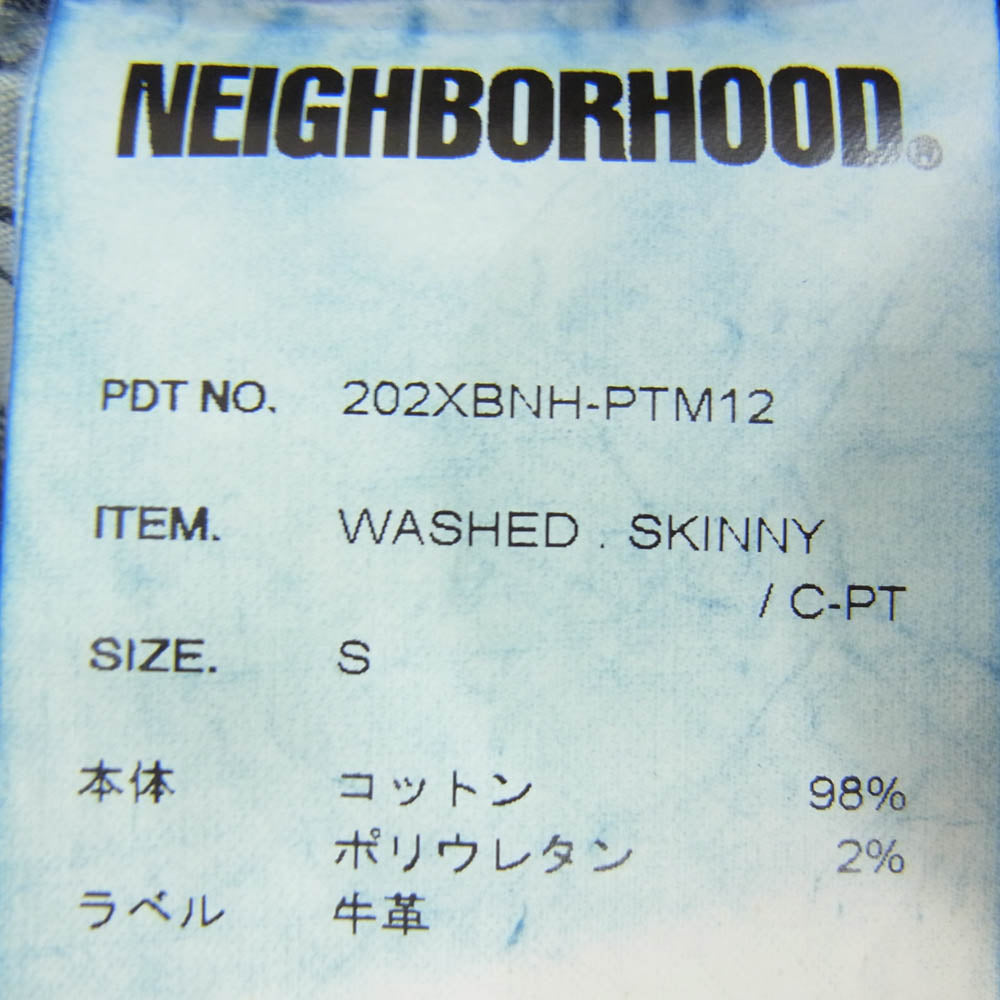 NEIGHBORHOOD®
PDT NO. 202XBNH-PTM12
ITEM. WASHED . SKINNY
/ C-PT
SIZE. S
本体 コットン 98%
ポリウレタン 2%
ラベル 牛革